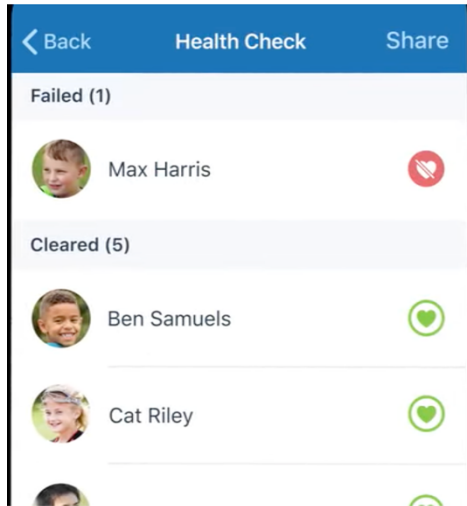 Back Health Check Share
Failed (1)
Max Harris
Cleared (5)
Ben Samuels
Cat Riley